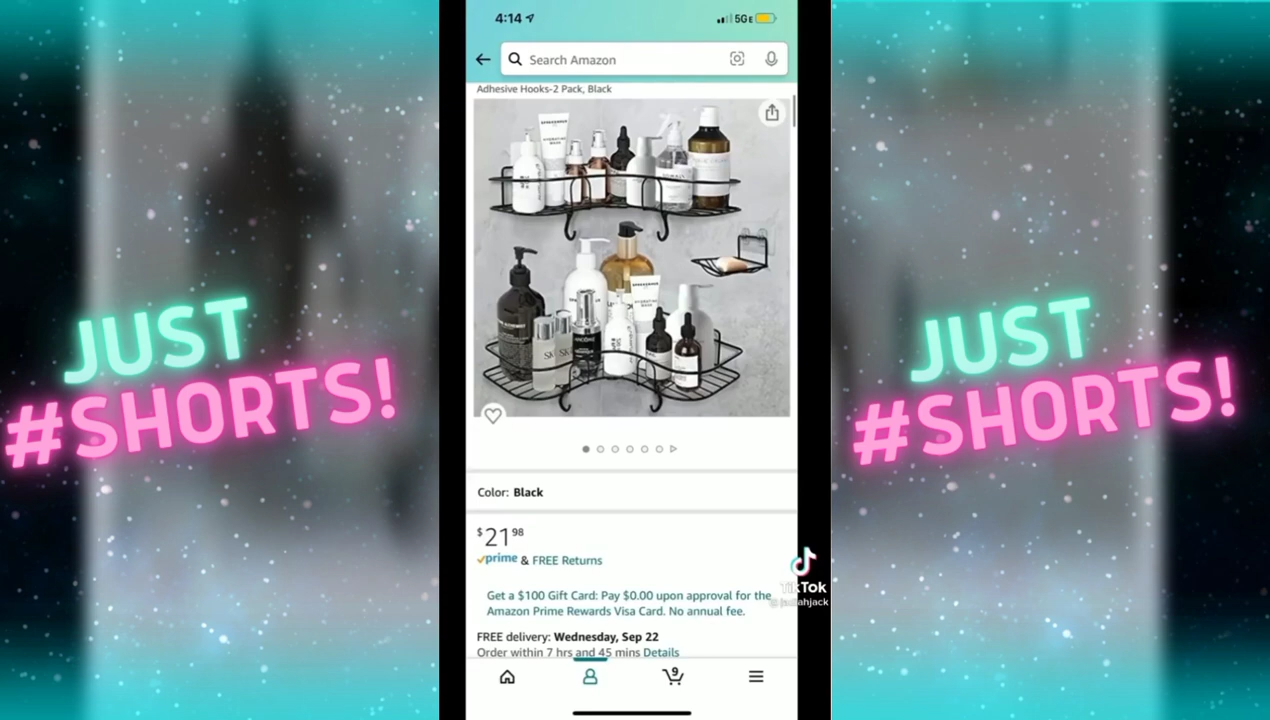 4:14
5GE
Search Amazon
Adhesive Hooks-2 Pack, Black
Color: Black
$21 98
prime & FREE Returns
Get a $100 Gift Card: Pay $0.00 upon approval for the
Amazon Prime Rewards Visa Card. No annual fee.
FREE delivery: Wednesday, Sep 22
Order within 7 hrs and 45 mins Details
9
TikTok
JUST
#SHORTS!
JUST
#SHORTS!